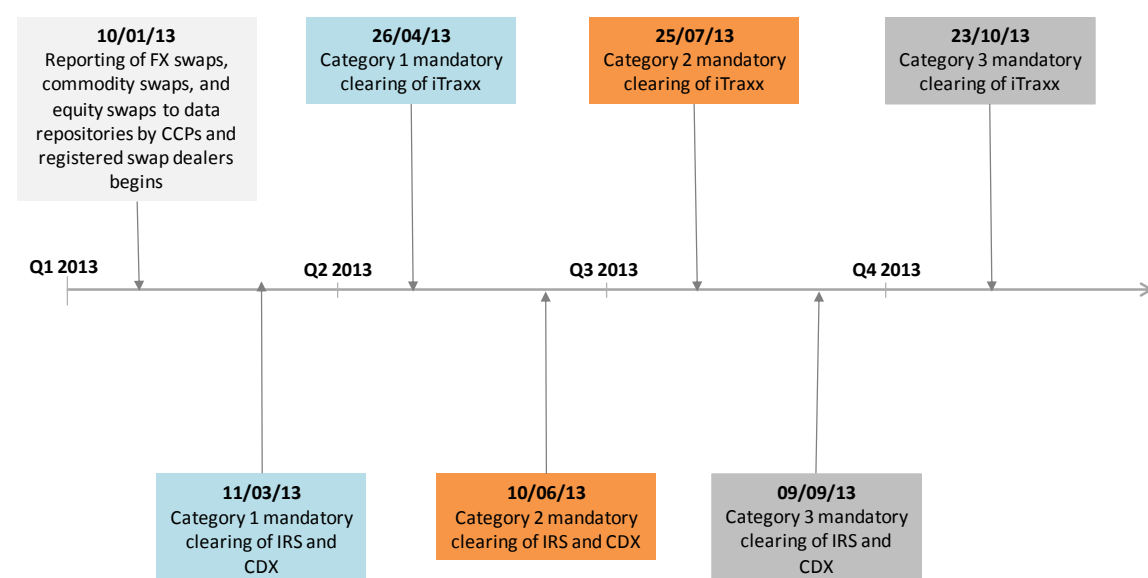 10/01/13
Reporting of FX swaps,
commodity swaps, and
equity swaps to data
repositories by CCPs and
registered swap dealers
begins
26/04/13
Category 1 mandatory
clearing of iTraxx
25/07/13
Category 2 mandatory
clearing of iTraxx
23/10/13
Category 3 mandatory
clearing of iTraxx
Q1 2013
Q2 2013
Q3 2013
Q4 2013
11/03/13
Category 1 mandatory
clearing of IRS and
CDX
10/06/13
Category 2 mandatory
clearing of IRS and CDX
09/09/13
Category 3 mandatory
clearing of IRS and
CDX